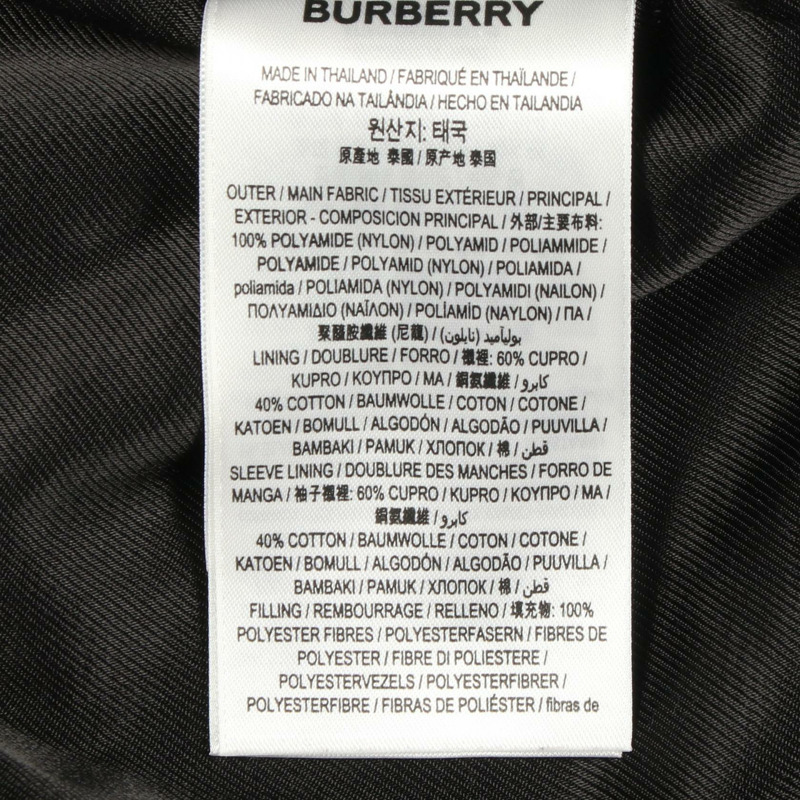 BURBERRY
MADE IN THAILAND / FABRIQUÉ EN THAÏLANDE /
FABRICADO NA TAILÂNDIA / HECHO EN TAILANDIA
원산지: 태국
原產地 泰國 / 原产地 泰国
OUTER / MAIN FABRIC / TISSU EXTÉRIEUR / PRINCIPAL /
EXTERIOR - COMPOSICION PRINCIPAL / 外部/主要布料:
100% POLYAMIDE (NYLON) / POLYAMID / POLIAMMIDE /
POLYAMIDE / POLYAMID (NYLON) / POLIAMIDA /
poliamida / POLIAMIDA (NYLON) / POLYAMIDI (NAILON) /
ΠΟΛΥΑΜΙΔΙΟ (ΝΑΪΛΟΝ) / POLİAMİD (NAYLON) / ПА /
聚醯胺纖維 (尼龍) / بوليآميد (نايلون)
LINING / DOUBLURE / FORRO / 襯裡: 60% CUPRO /
KUPRO / ΚΟΥΠΡΟ / МА / 銅氨纖維 / كابرو
40% COTTON / BAUMWOLLE / COTON / COTONE /
KATOEN / BOMULL / ALGODÓN / ALGODÃO / PUUVILLA /
BAMBAKI / PAMUK / ХЛОПОК / 棉 / قطن
SLEEVE LINING / DOUBLURE DES MANCHES / FORRO DE
MANGA / 袖子襯裡: 60% CUPRO / KUPRO / ΚΟΥΠΡΟ / МА /
銅氨纖維 / كابرو
40% COTTON / BAUMWOLLE / COTON / COTONE /
KATOEN / BOMULL / ALGODÓN / ALGODÃO / PUUVILLA /
BAMBAKI / PAMUK / ХЛОПОК / 棉 / قطن
FILLING / REMBOURRAGE / RELLENO / 填充物: 100%
POLYESTER FIBRES / POLYESTERFASERN / FIBRES DE
POLYESTER / FIBRE DI POLIESTERE /
POLYESTERVEZELS / POLYESTERFIBRER /
POLYESTERFIBRE / FIBRAS DE POLIÉSTER / fibras de